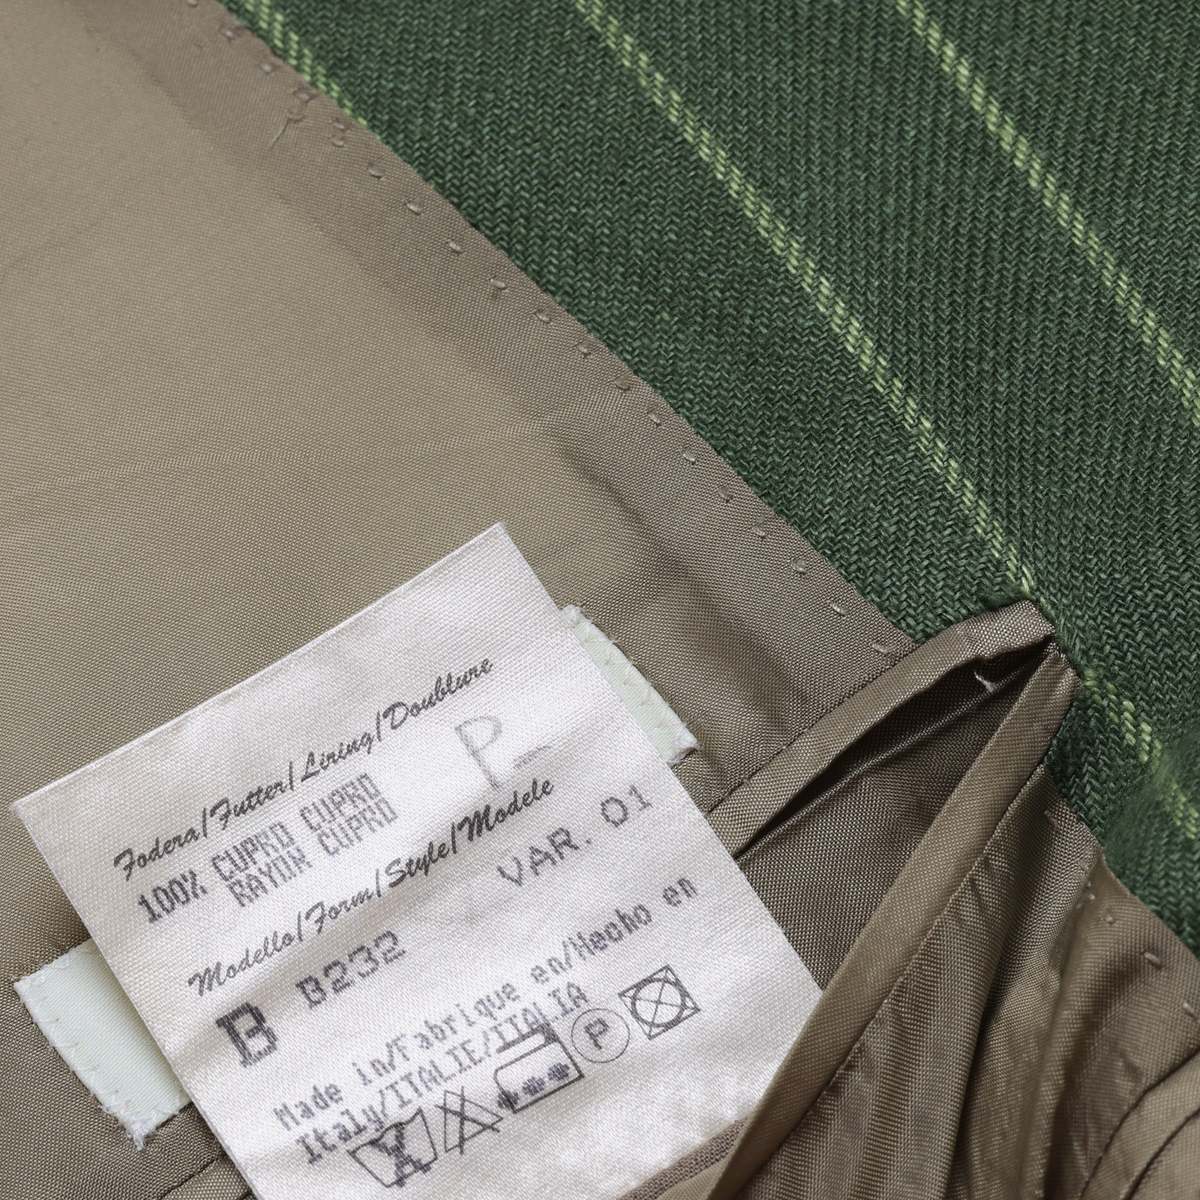 Fodera/Futter/Lining/Doublure
100% CUPRO CUPRO
RAYON CUPRO
P
Modello/Form/Style/Modele
B B232 VAR. 01
Made in/Fabrique en/Hecho en
Italy/ITALIE/ITALIA
P